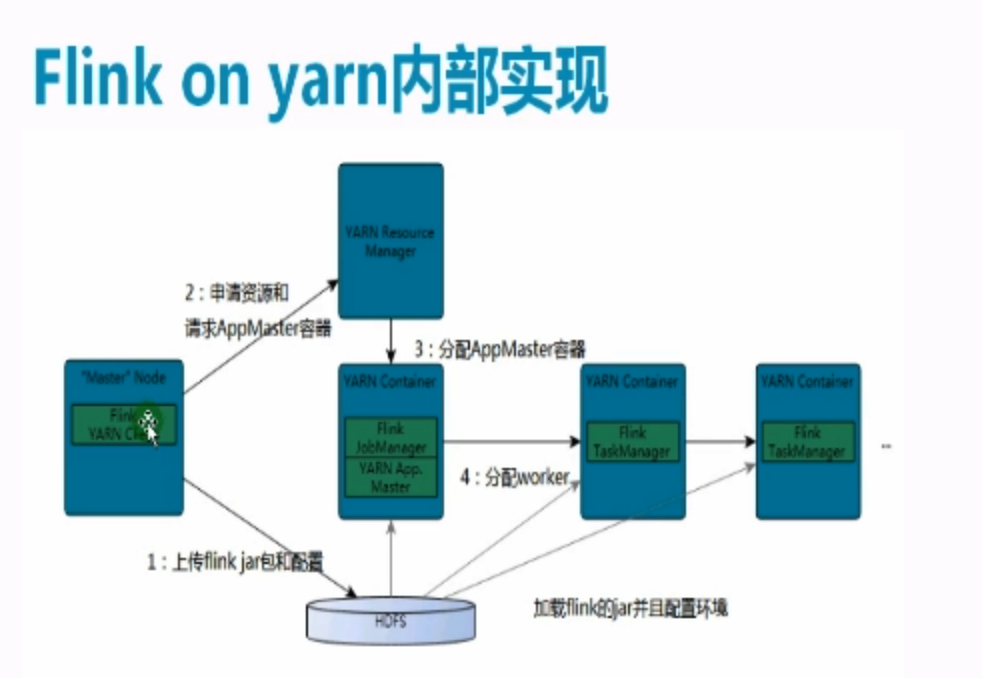 Flink on yarn内部实现
YARN Resource
Manager
2：申请资源和
请求AppMaster容器
3：分配AppMaster容器
"Master" Node
Flink
YARN
YARN Container
Flink
JobManager
YARN App.
Master
4：分配worker
YARN Container
Flink
TaskManager
YARN Container
Flink
TaskManager
...
1：上传flink jar包和配置
HDFS
加载flink的jar并且配置环境